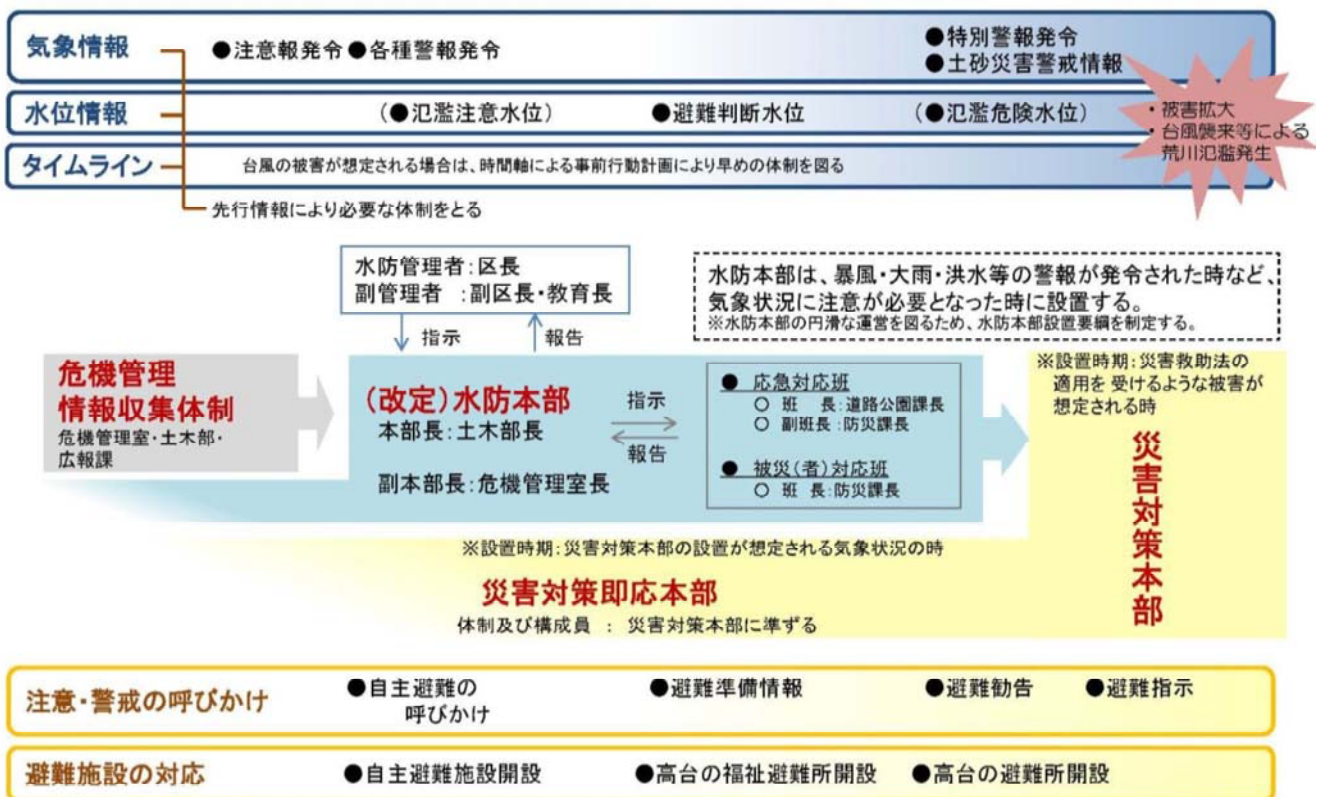 気象情報
●注意報発令●各種警報発令
●特別警報発令
●土砂災害警戒情報
水位情報
(●氾濫注意水位)
●避難判断水位
(●氾濫危険水位)
・被害拡大
・台風襲来等による
荒川氾濫発生
タイムライン
台風の被害が想定される場合は、時間軸による事前行動計画により早めの体制を図る
先行情報により必要な体制をとる
水防管理者:区長
副管理者 :副区長・教育長
指示
報告
水防本部は、暴風・大雨・洪水等の警報が発令された時など、
気象状況に注意が必要となった時に設置する。
※水防本部の円滑な運営を図るため、水防本部設置要綱を制定する。
危機管理
情報収集体制
危機管理室・土木部・
広報課
(改定)水防本部
本部長:土木部長
副本部長:危機管理室長
指示
報告
● 応急対応班
○ 班 長:道路公園課長
○ 副班長:防災課長
● 被災(者)対応班
○ 班 長:防災課長
※設置時期:災害救助法の
適用を 受けるような被害が
想定される時
災害対策本部
※設置時期:災害対策本部の設置が想定される気象状況の時
災害対策即応本部
体制及び構成員 : 災害対策本部に準ずる
注意・警戒の呼びかけ
●自主避難の
呼びかけ
●避難準備情報
●避難勧告
●避難指示
避難施設の対応
●自主避難施設開設
●高台の福祉避難所開設
●高台の避難所開設